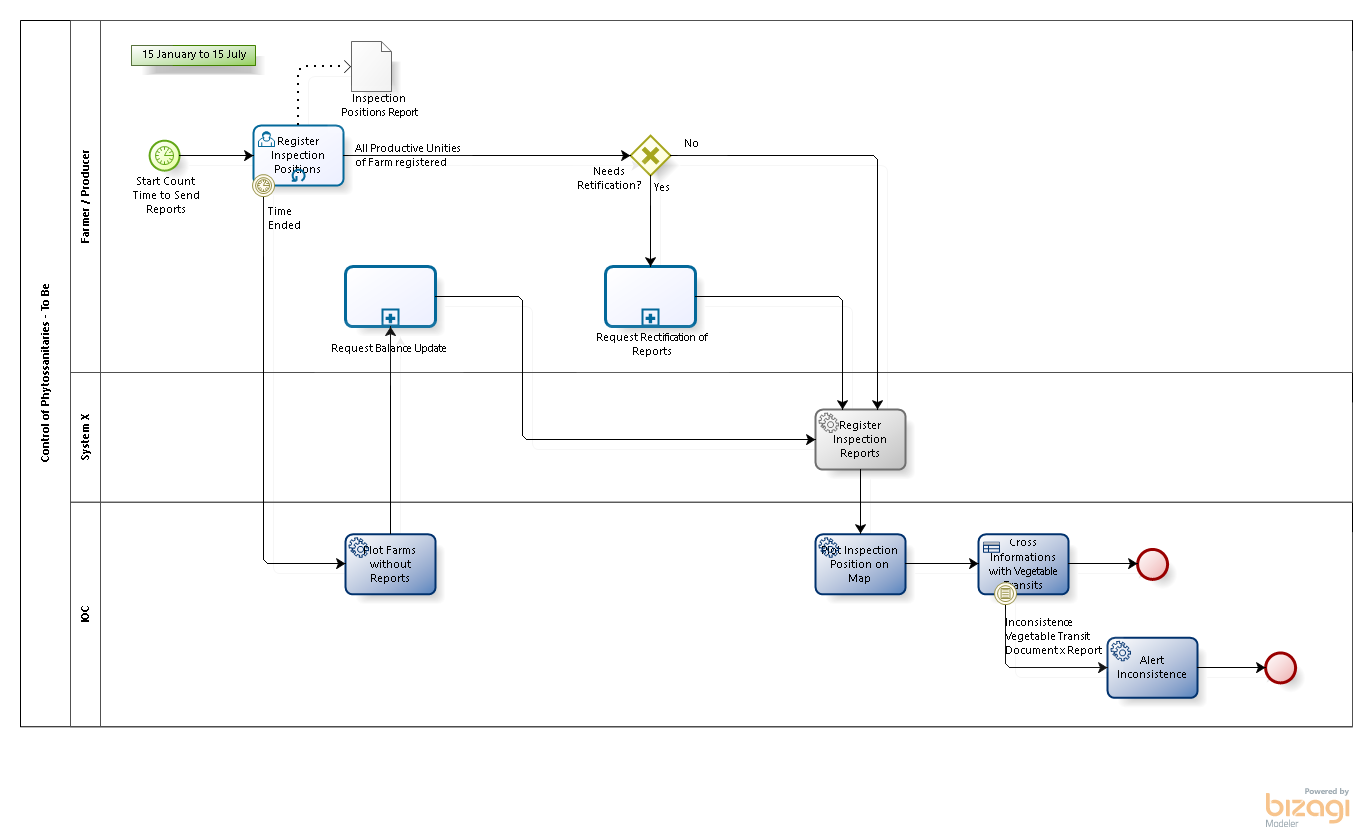 Control of Phytossanitaries - To Be
Farmer / Producer
System X
IOC
15 January to 15 July
Inspection
Positions Report
Start Count
Time to Send
Reports
Register
Inspection
Positions
All Productive Unities
of Farm registered
Time
Ended
Needs
Retification?
No
Yes
Request Balance Update
Request Rectification of
Reports
Register
Inspection
Reports
Plot Farms
without
Reports
Plot Inspection
Position on
Map
Cross
Informations
with Vegetable
Transits
Inconsistence
Vegetable Transit
Document x Report
Alert
Inconsistence
Powered by
bizagi
Modeler